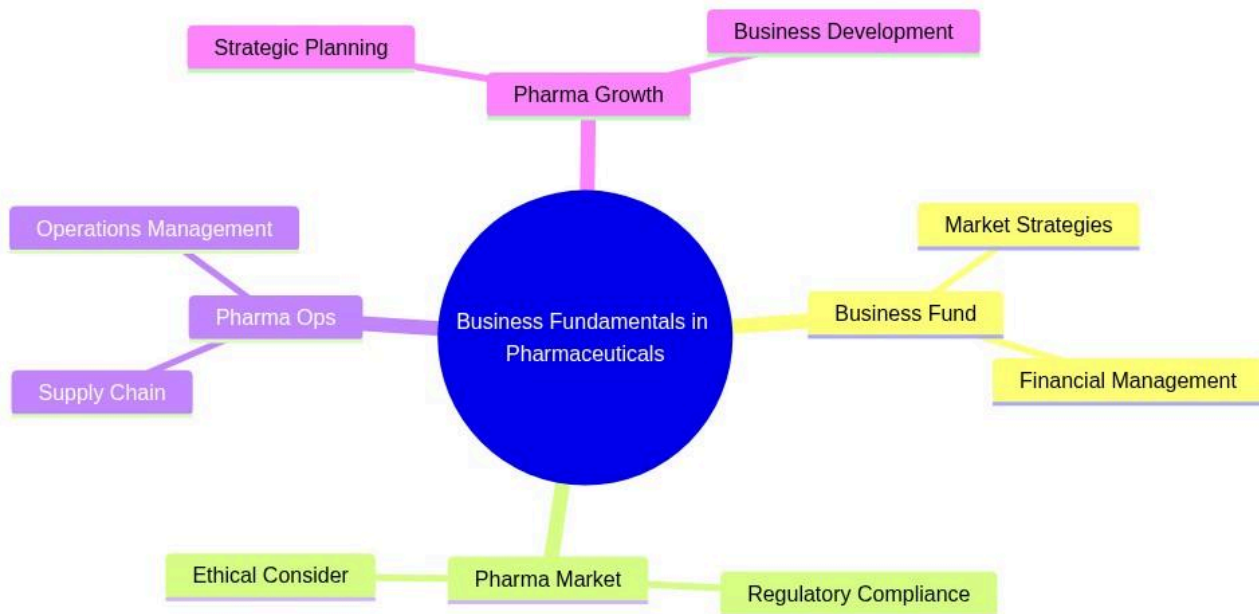 Strategic Planning
Business Development
Pharma Growth
Operations Management
Market Strategies
Pharma Ops
Business Fundamentals in
Pharmaceuticals
Business Fund
Supply Chain
Financial Management
Ethical Consider
Pharma Market
Regulatory Compliance